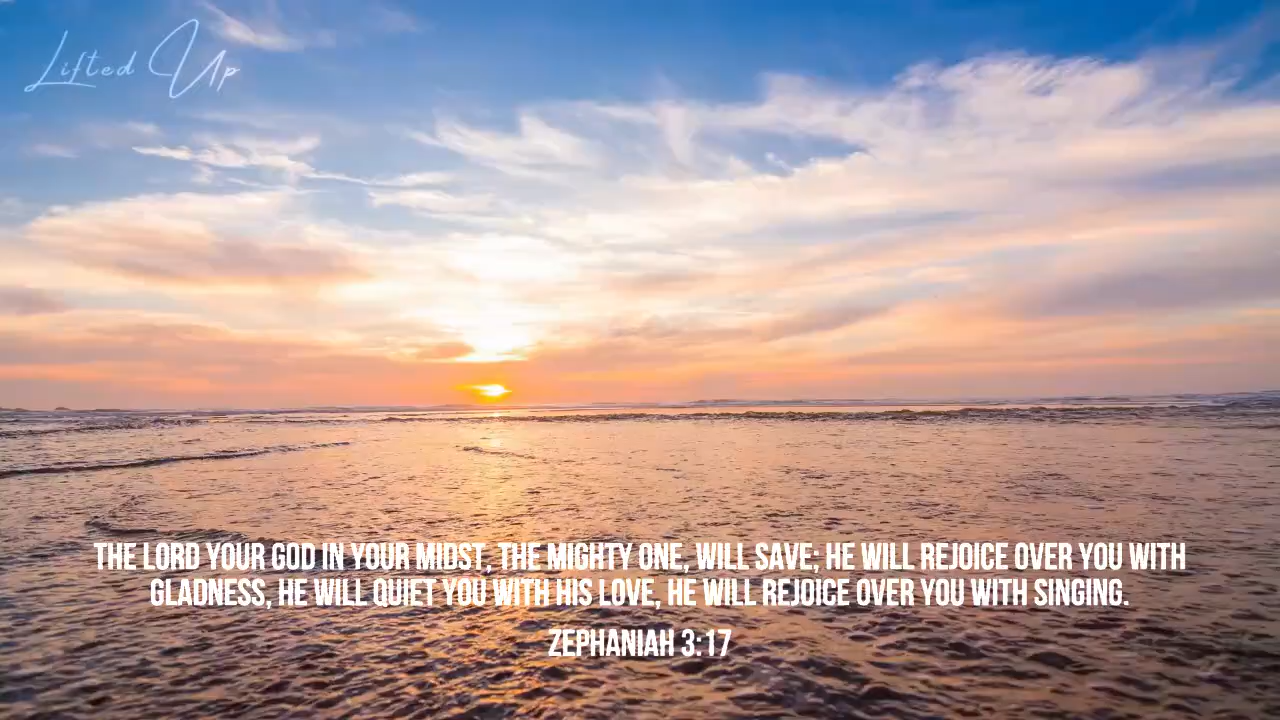 Lifted Up
THE LORD YOUR GOD IN YOUR MIDST, THE MIGHTY ONE, WILL SAVE; HE WILL REJOICE OVER YOU WITH
GLADNESS, HE WILL QUIET YOU WITH HIS LOVE, HE WILL REJOICE OVER YOU WITH SINGING.
ZEPHANIAH 3:17